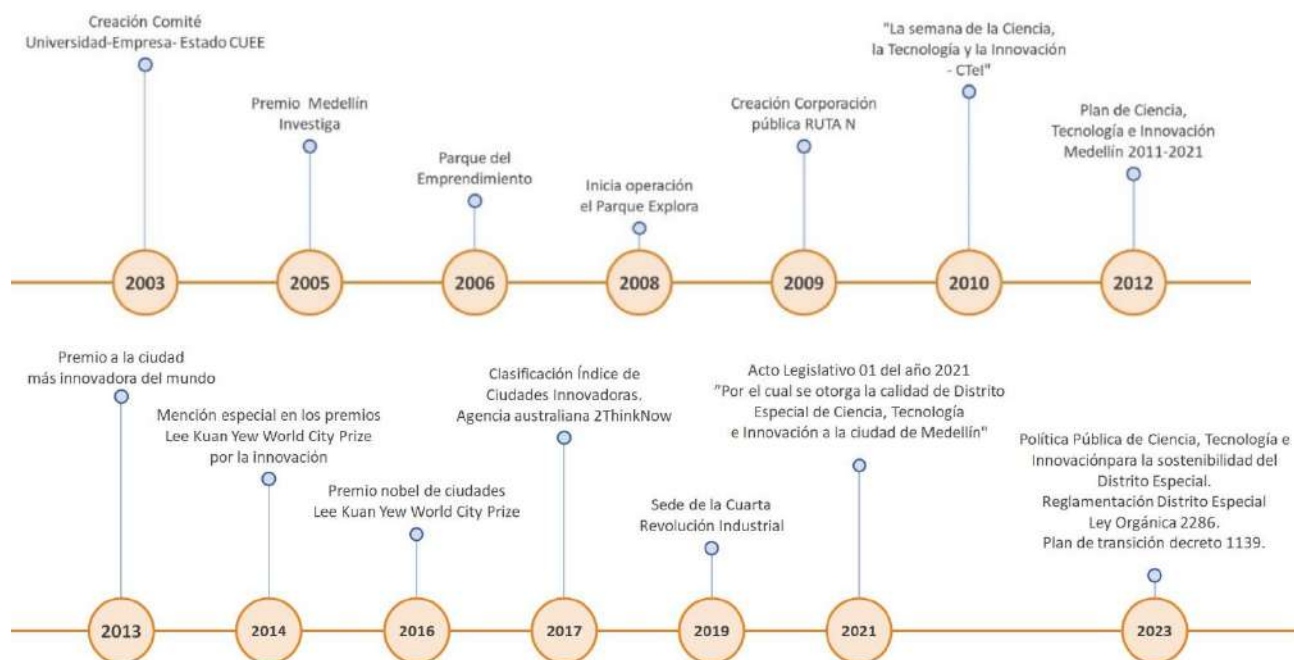 Creación Comité
Universidad-Empresa- Estado CUEE
Premio Medellín
Investiga
Parque del
Emprendimiento
Inicia operación
el Parque Explora
Creación Corporación
pública RUTA N
"La semana de la Ciencia,
la Tecnología y la Innovación
- CTeI"
Plan de Ciencia,
Tecnología e Innovación
Medellín 2011-2021
2003
2005
2006
2008
2009
2010
2012
Premio a la ciudad
más innovadora del mundo
Mención especial en los premios
Lee Kuan Yew World City Prize
por la innovación
Premio nobel de ciudades
Lee Kuan Yew World City Prize
Clasificación Índice de
Ciudades Innovadoras.
Agencia australiana 2ThinkNow
Sede de la Cuarta
Revolución Industrial
Acto Legislativo 01 del año 2021
"Por el cual se otorga la calidad de Distrito
Especial de Ciencia, Tecnología
e Innovación a la ciudad de Medellín"
Política Pública de Ciencia, Tecnología e
Innovaciónpara la sostenibilidad del
Distrito Especial.
Reglamentación Distrito Especial
Ley Orgánica 2286.
Plan de transición decreto 1139.
2013
2014
2016
2017
2019
2021
2023